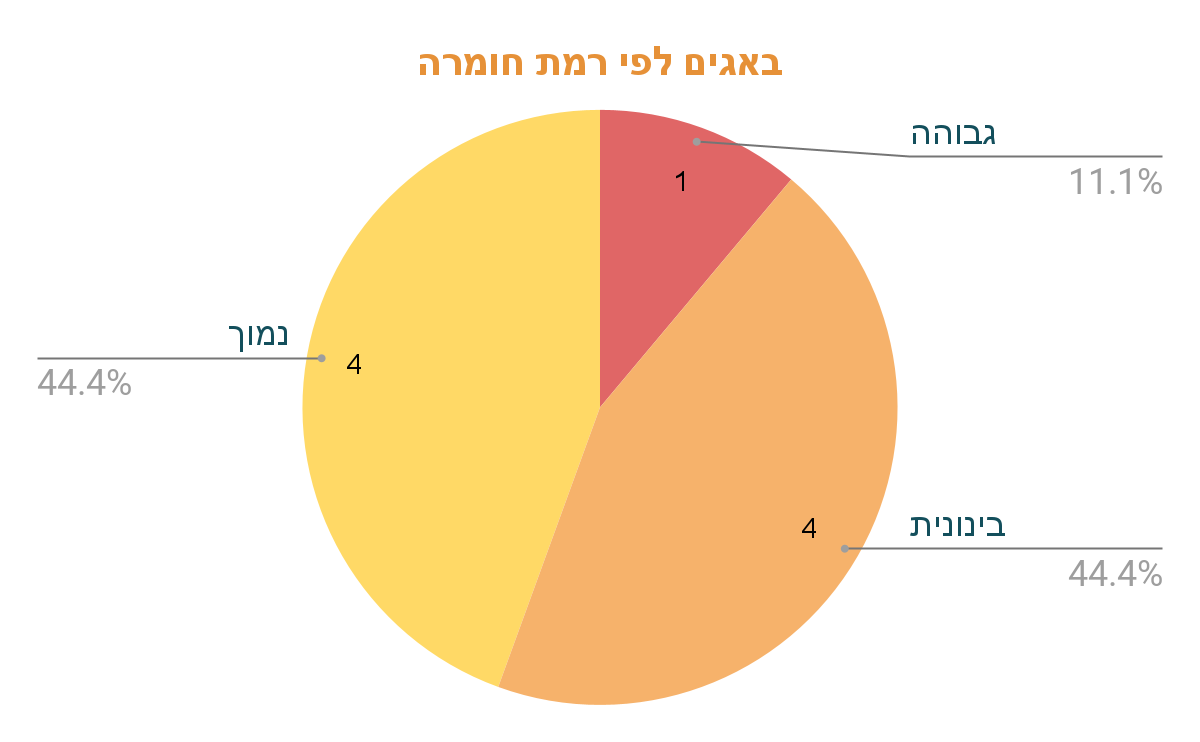 באגים לפי רמת חומרה
גבוהה
11.1%
1
נמוך
44.4%
4
בינונית
44.4%
4